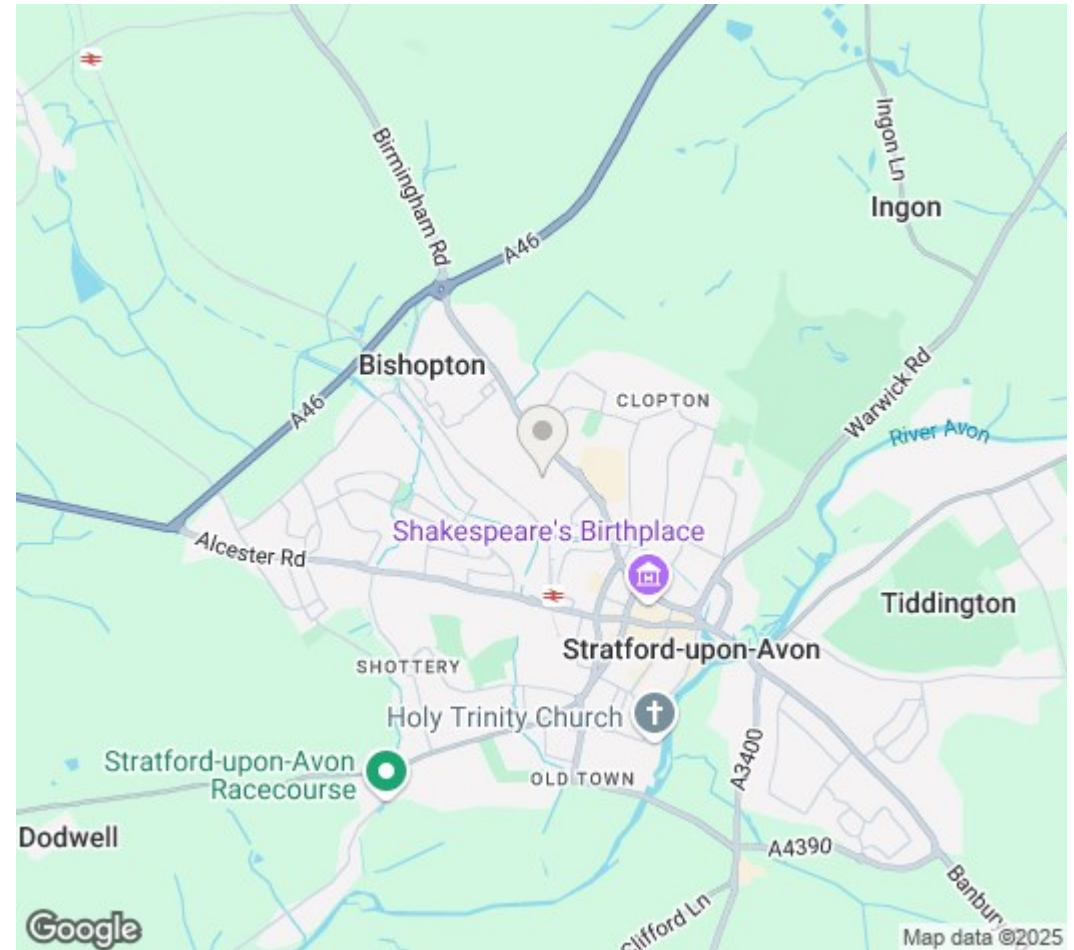 Birmingham Rd
A46
Ingon Ln
Ingon
Bishopton
A46
CLOPTON
Warwick Rd
River Avon
Alcester Rd
Shakespeare's Birthplace
Tiddington
Stratford-upon-Avon
SHOTTERY
Holy Trinity Church
Stratford-upon-Avon
Racecourse
OLD TOWN
A3400
Dodwell
A4390
Clifford Ln
Google
Map data ©2025